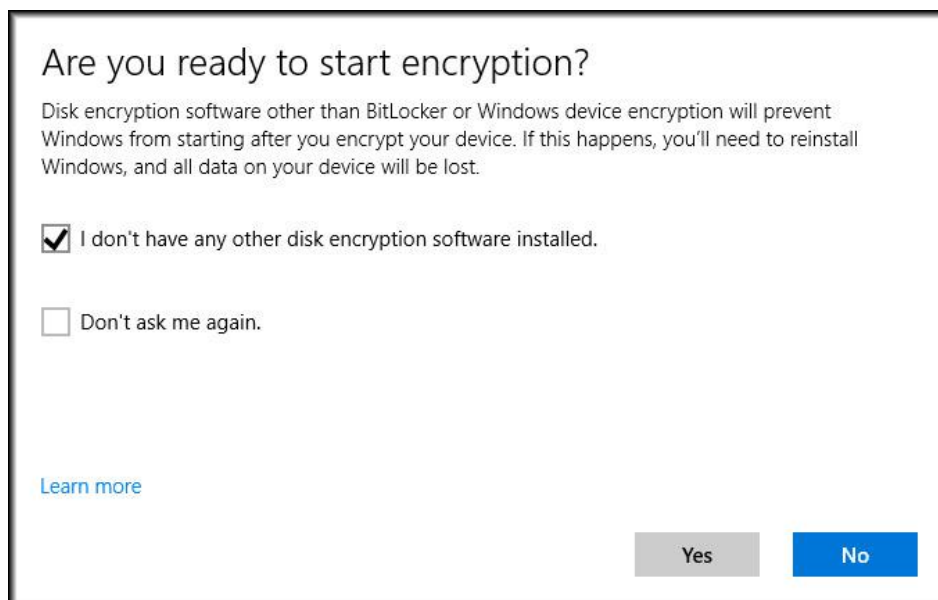 Are you ready to start encryption?
Disk encryption software other than BitLocker or Windows device encryption will prevent
Windows from starting after you encrypt your device. If this happens, you'll need to reinstall
Windows, and all data on your device will be lost.
I don't have any other disk encryption software installed.
Don't ask me again.
Learn more
Yes No